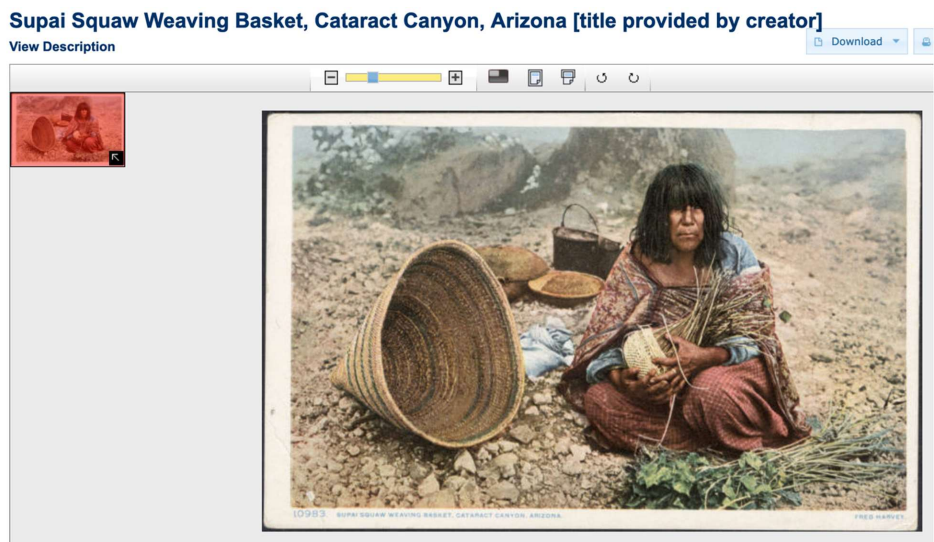 Supai Squaw Weaving Basket, Cataract Canyon, Arizona [title provided by creator]
View Description
Download
10983 SUPAI SQUAW WEAVING BASKET, CATARACT CANYON, ARIZONA.
FRED HARVEY.